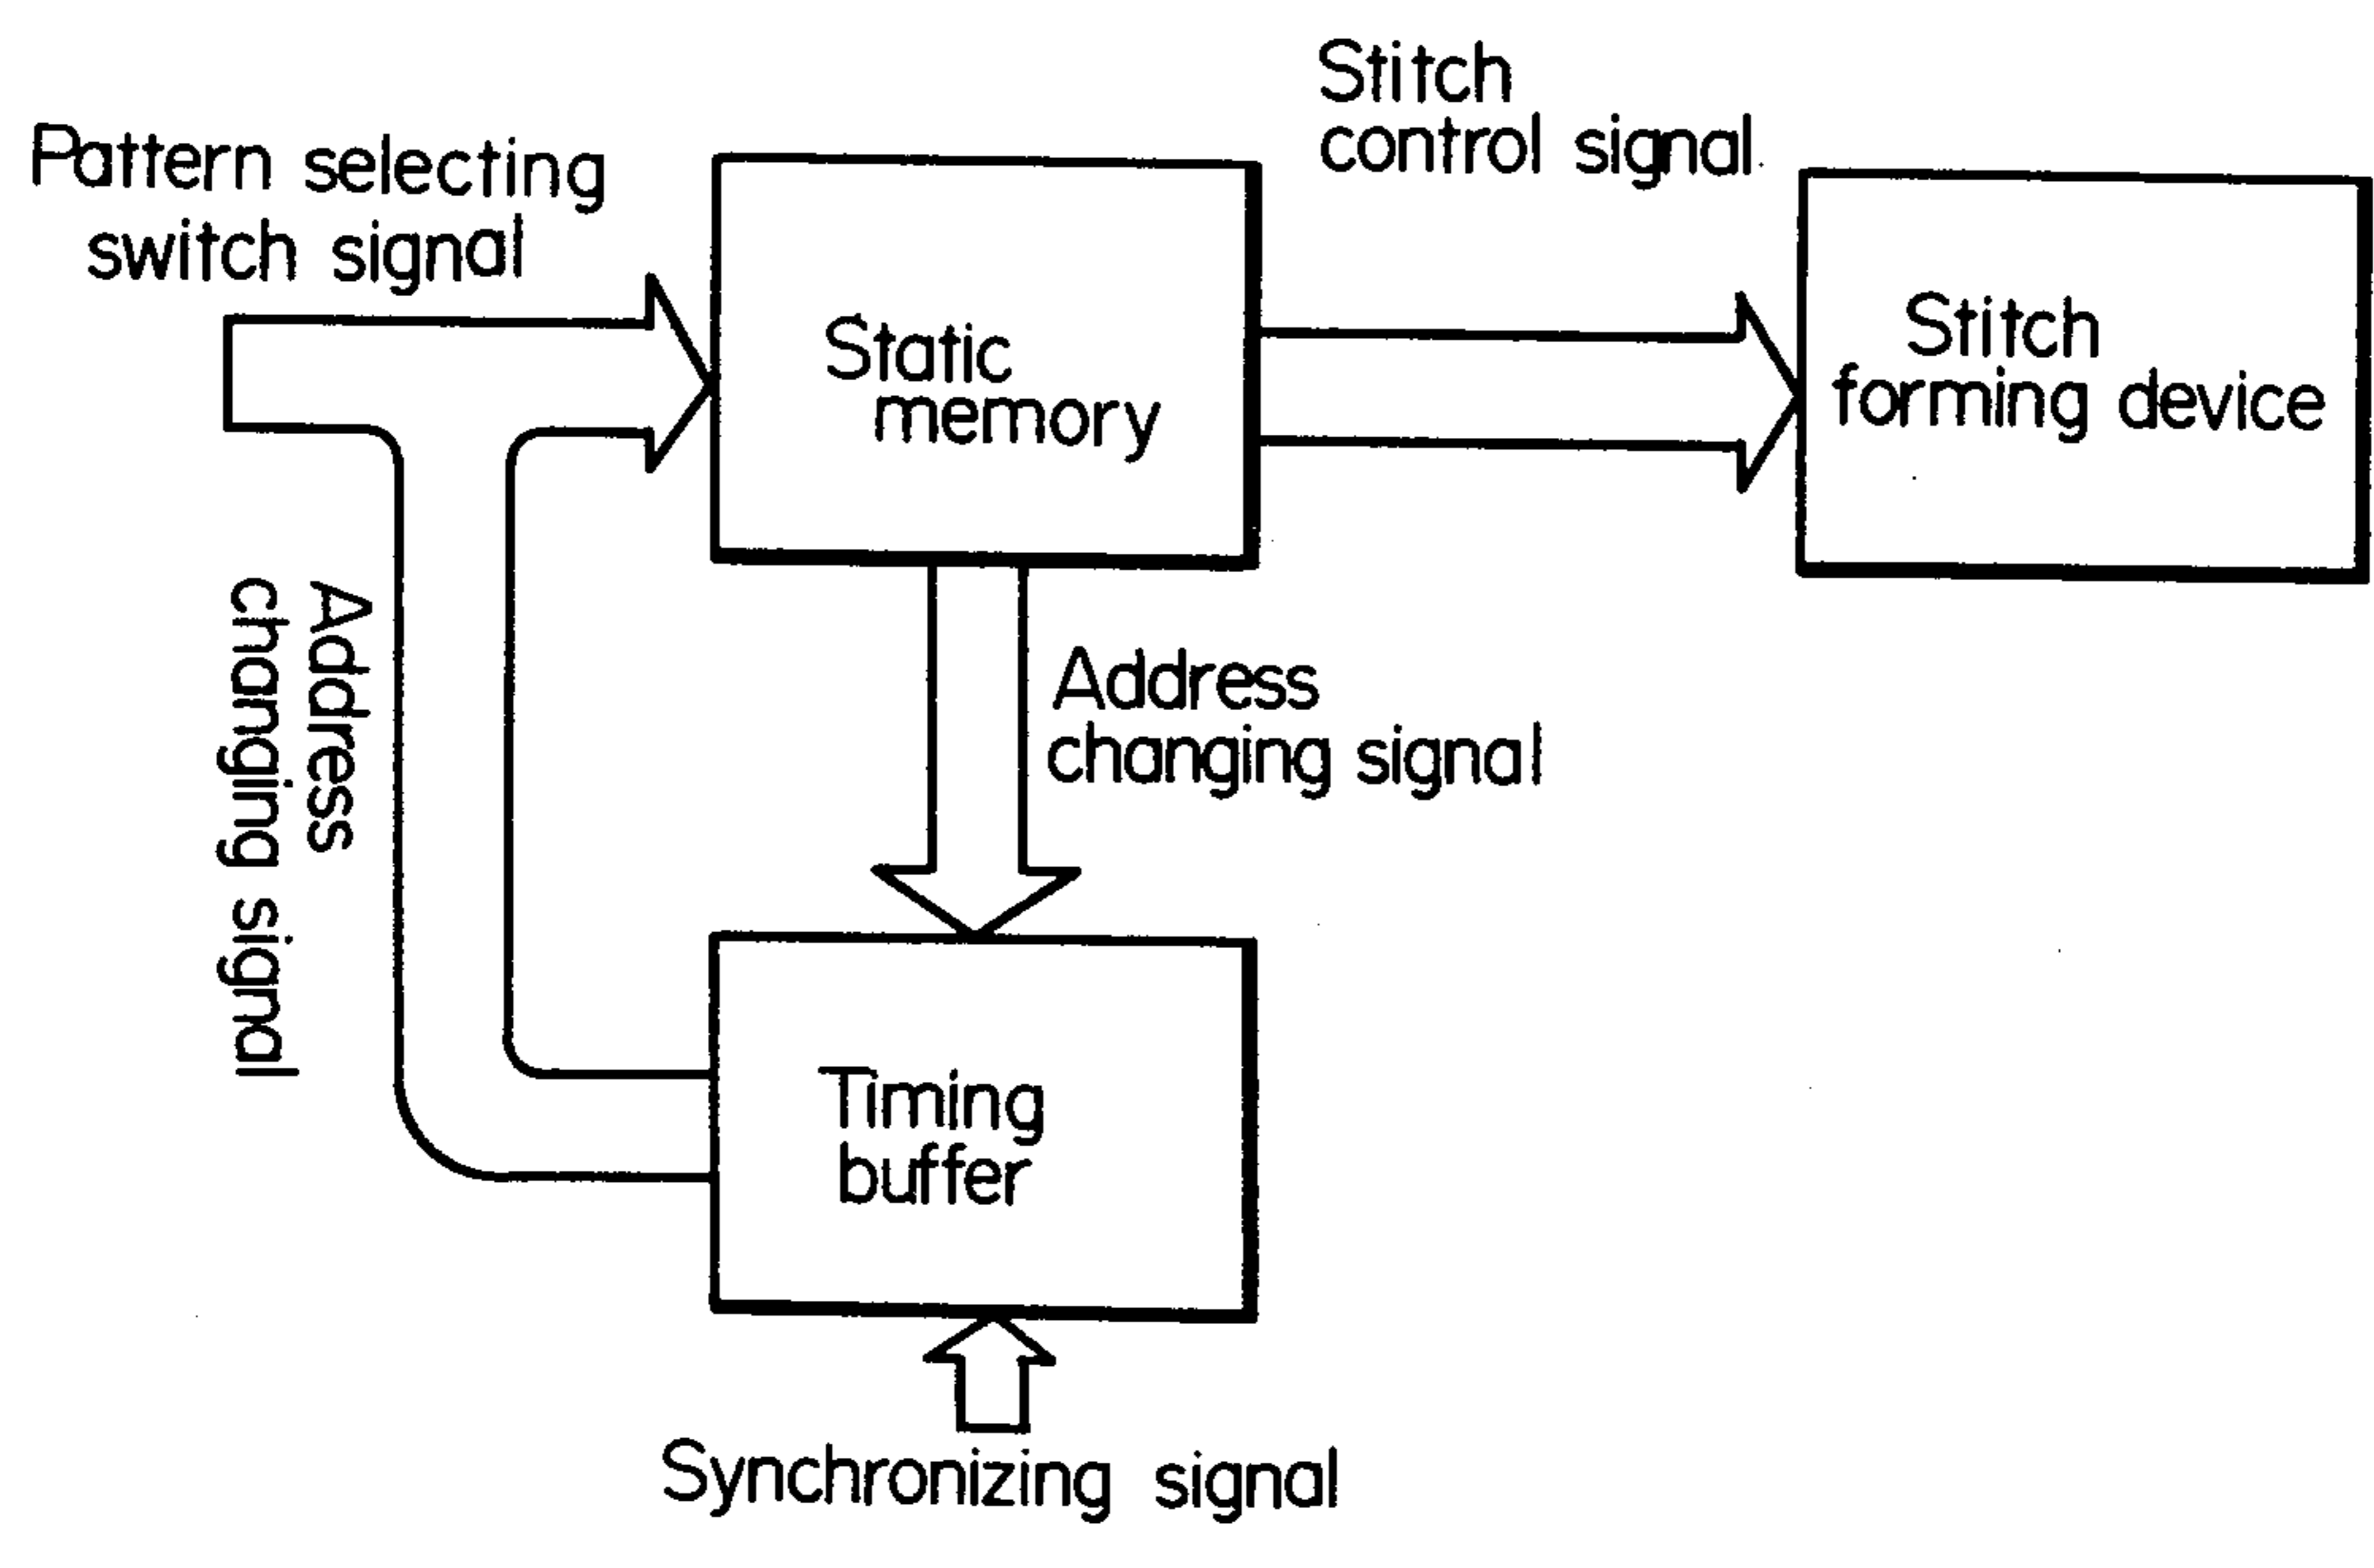 Pattern selecting
switch signal
Stitch
control signal
Static
memory
Stitch
forming device
Address
changing signal
Address
changing signal
Timing
buffer
Synchronizing signal